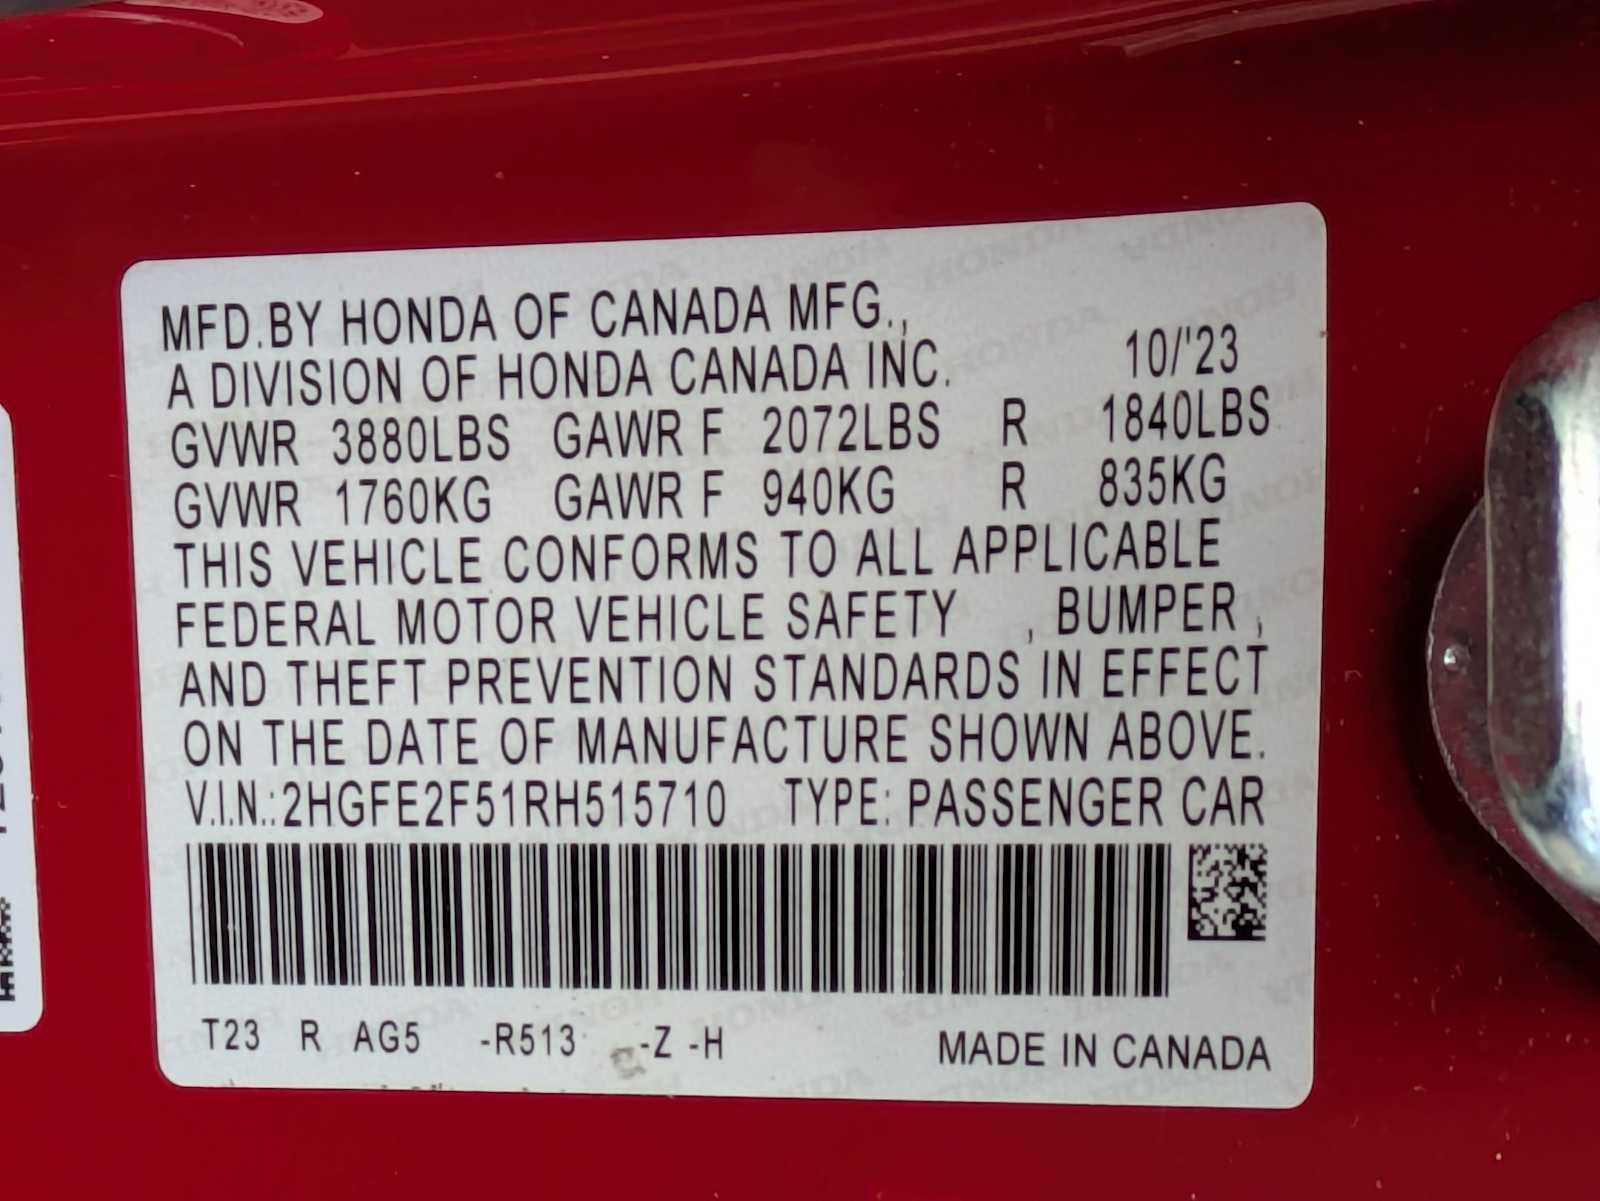 MFD.BY HONDA OF CANADA MFG.,
A DIVISION OF HONDA CANADA INC. 10/'23
GVWR 3880LBS GAWR F 2072LBS R 1840LBS
GVWR 1760KG GAWR F 940KG R 835KG
THIS VEHICLE CONFORMS TO ALL APPLICABLE
FEDERAL MOTOR VEHICLE SAFETY , BUMPER ,
AND THEFT PREVENTION STANDARDS IN EFFECT
ON THE DATE OF MANUFACTURE SHOWN ABOVE.
V.I.N.:2HGFE2F51RH515710 TYPE: PASSENGER CAR
T23 R AG5 -R513 -Z -H MADE IN CANADA